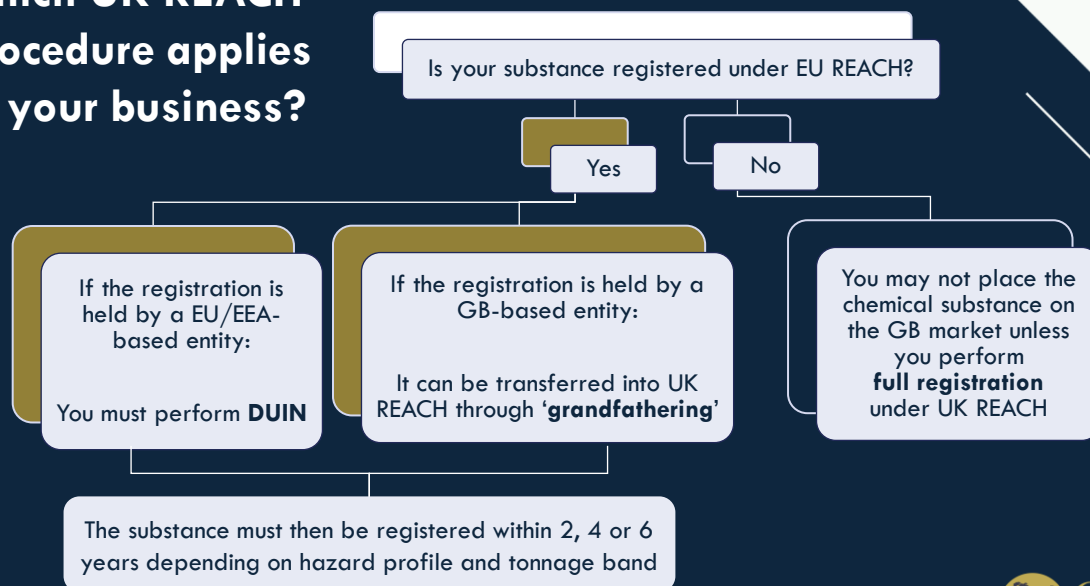 which UK REACH
procedure applies
your business?
Is your substance registered under EU REACH?
Yes
No
If the registration is
held by a EU/EEA-
based entity:
You must perform DUIN
If the registration is held by a
GB-based entity:
It can be transferred into UK
REACH through ‘grandfathering’
You may not place the
chemical substance on
the GB market unless
you perform
full registration
under UK REACH
The substance must then be registered within 2, 4 or 6
years depending on hazard profile and tonnage band